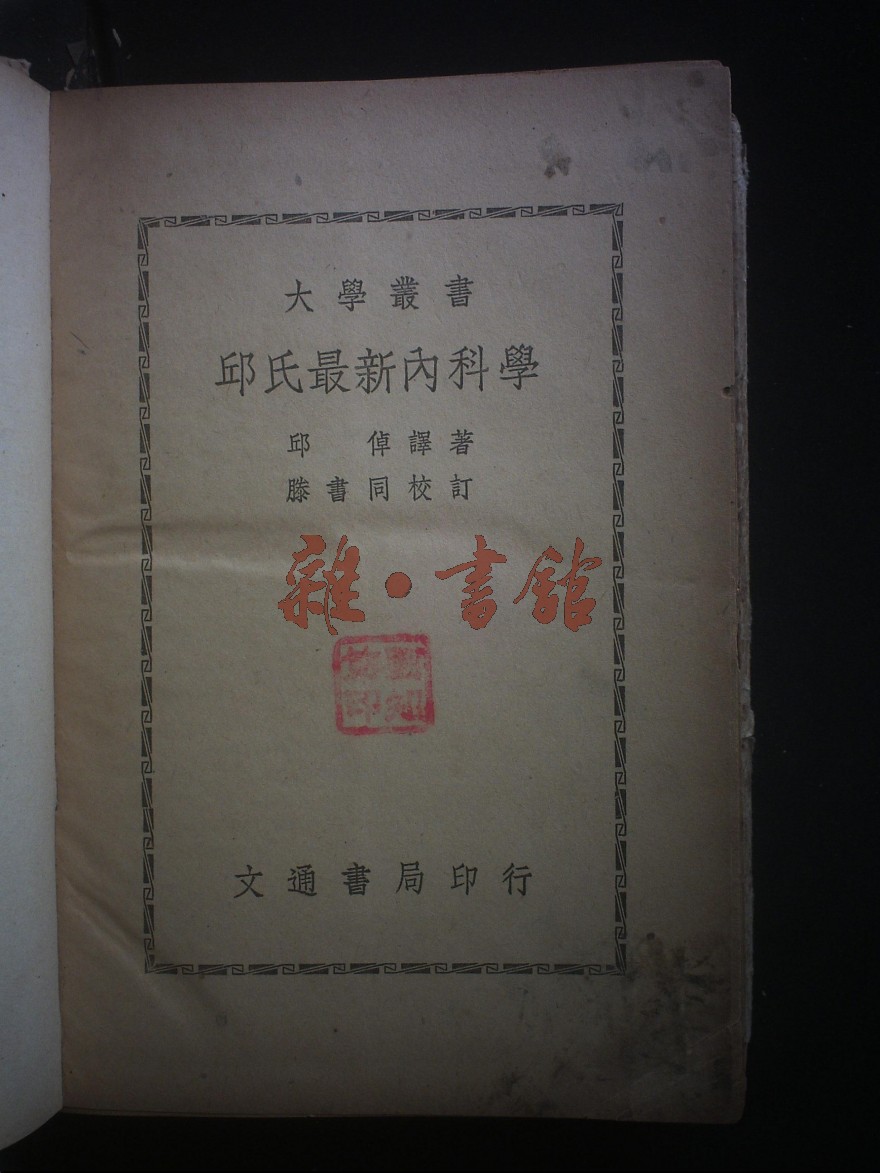 大學叢書
邱氏最新內科學
邱 倬譯著
滕書同校訂
雜·書館
文通書局印行